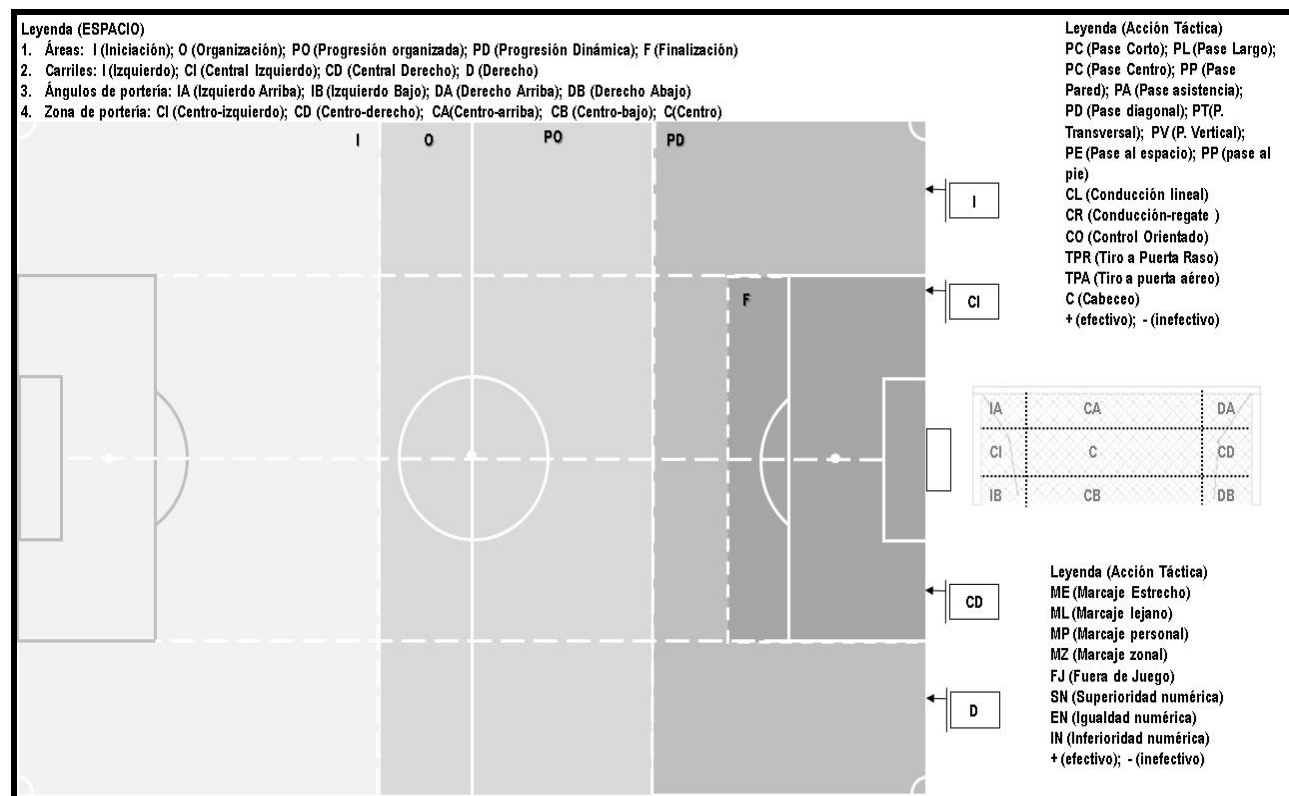 Leyenda (ESPACIO)
1. Áreas: I (Iniciación); O (Organización); PO (Progresión organizada); PD (Progresión Dinámica); F (Finalización)
2. Carriles: I (Izquierdo); CI (Central Izquierdo); CD (Central Derecho); D (Derecho)
3. Ángulos de portería: IA (Izquierdo Arriba); IB (Izquierdo Bajo); DA (Derecho Arriba); DB (Derecho Abajo)
4. Zona de portería: CI (Centro-izquierdo); CD (Centro-derecho); CA(Centro-arriba); CB (Centro-bajo); C(Centro)
I O PO PD
F
I
CI
CD
D
Leyenda (Acción Táctica)
PC (Pase Corto); PL (Pase Largo);
PC (Pase Centro); PP (Pase
Pared); PA (Pase asistencia);
PD (Pase diagonal); PT(P.
Transversal); PV (P. Vertical);
PE (Pase al espacio); PP (pase al
pie)
CL (Conducción lineal)
CR (Conducción-regate )
CO (Control Orientado)
TPR (Tiro a Puerta Raso)
TPA (Tiro a puerta aéreo)
C (Cabeceo)
+ (efectivo); - (inefectivo)
IA CA DA
CI C CD
IB CB DB
Leyenda (Acción Táctica)
ME (Marcaje Estrecho)
ML (Marcaje lejano)
MP (Marcaje personal)
MZ (Marcaje zonal)
FJ (Fuera de Juego)
SN (Superioridad numérica)
EN (Igualdad numérica)
IN (Inferioridad numérica)
+ (efectivo); - (inefectivo)